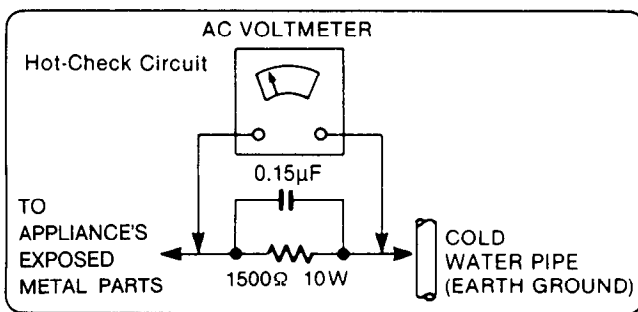 AC VOLTMETER
Hot-Check Circuit
0.15µF
TO
APPLIANCE'S
EXPOSED
METAL PARTS
1500Ω 10W
COLD
WATER PIPE
(EARTH GROUND)